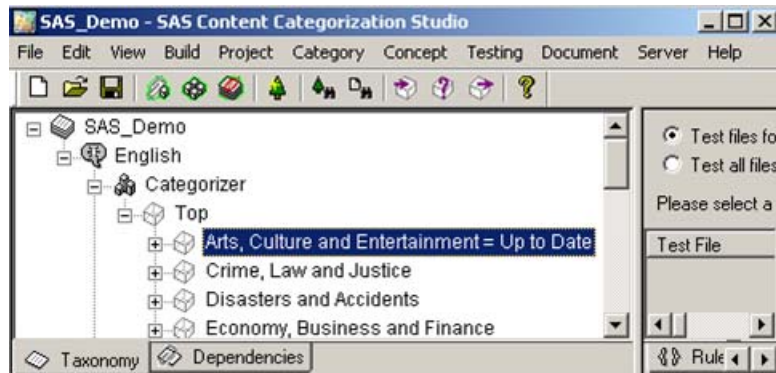 SAS_Demo - SAS Content Categorization Studio
File Edit View Build Project Category Concept Testing Document Server Help
SAS_Demo
English
Categorizer
Top
Arts, Culture and Entertainment = Up to Date
Crime, Law and Justice
Disasters and Accidents
Economy, Business and Finance
Taxonomy Dependencies
Test files fo
Test all files
Please select a
Test File
Rule